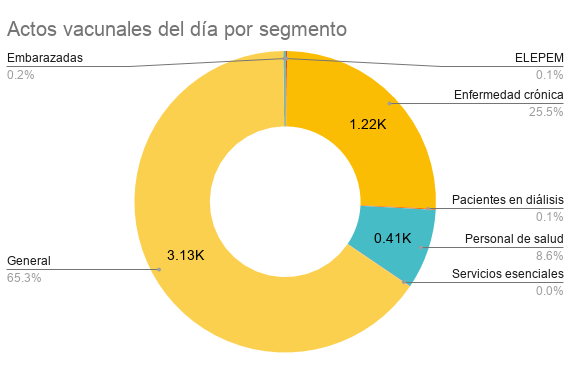 Actos vacunales del día por segmento
Embarazadas
0.2%
ELEPEM
0.1%
Enfermedad crónica
25.5%
1.22K
Pacientes en diálisis
0.1%
Personal de salud
8.6%
0.41K
3.13K
General
65.3%
Servicios esenciales
0.0%